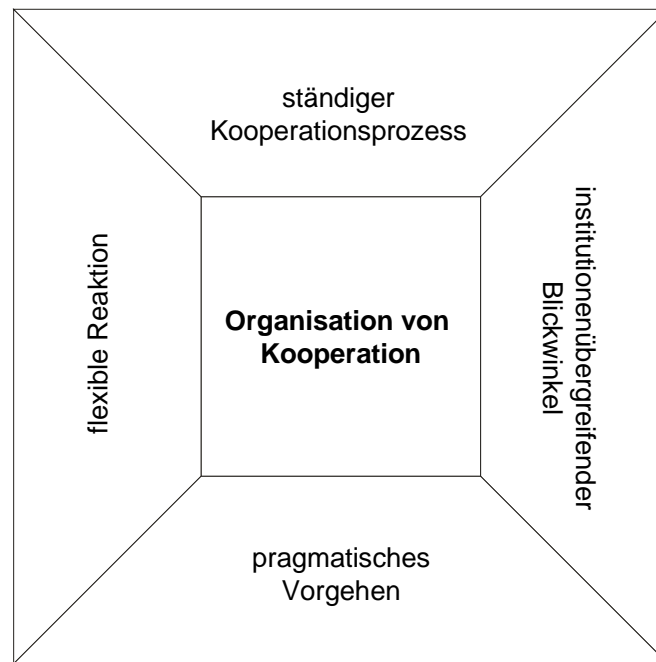 ständiger
Kooperationsprozess
flexible Reaktion
Organisation von
Kooperation
institutionenübergreifender
Blickwinkel
pragmatisches
Vorgehen